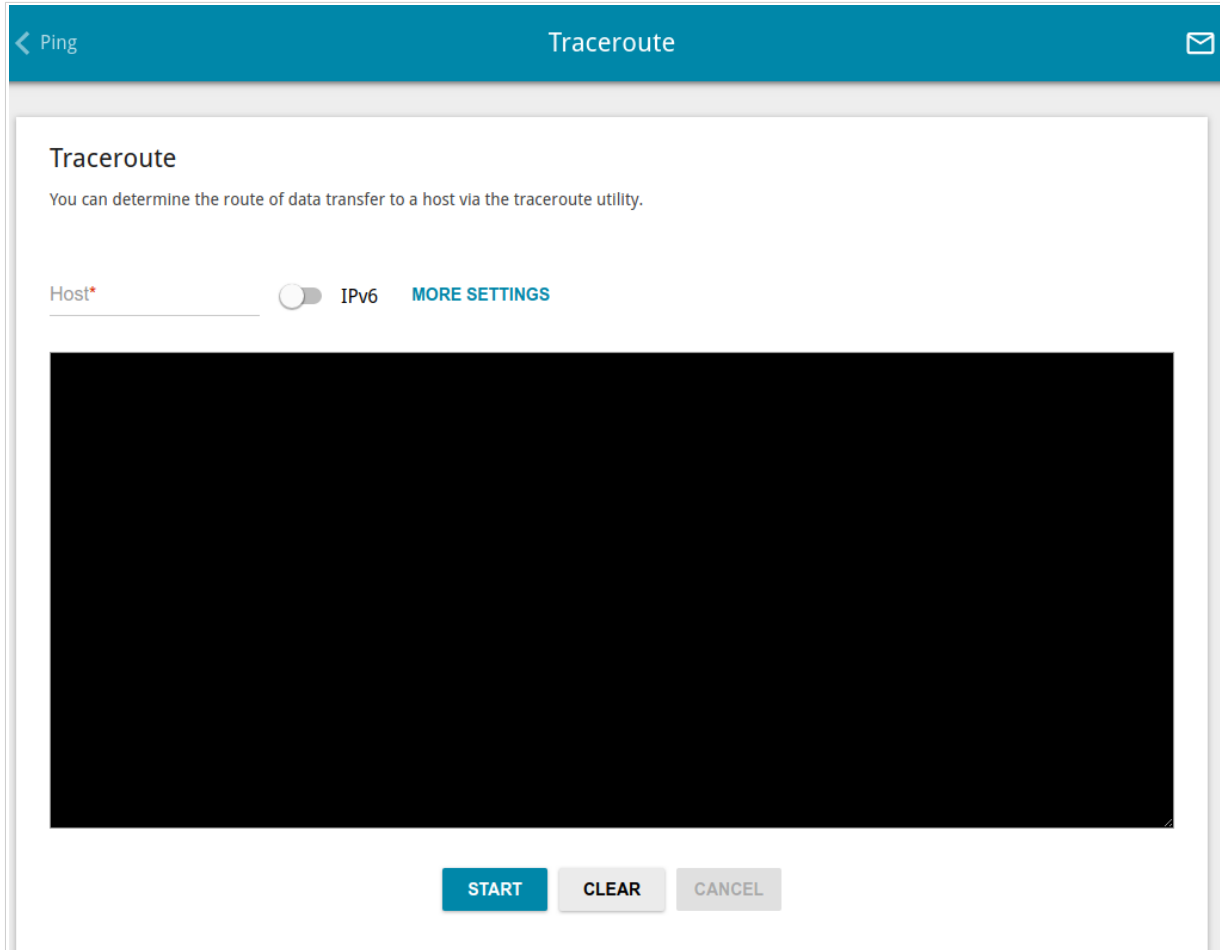 Ping
Traceroute
Traceroute
You can determine the route of data transfer to a host via the traceroute utility.
Host* IPv6 MORE SETTINGS
START CLEAR CANCEL